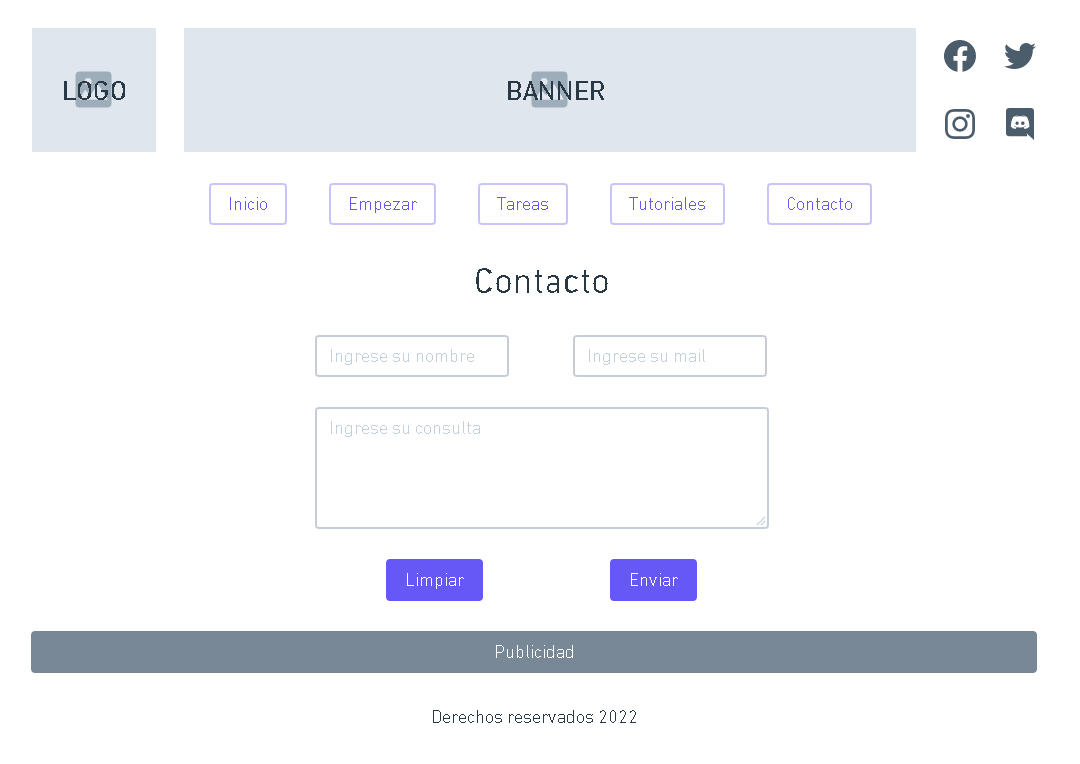 LOGO
BANNER
Inicio
Empezar
Tareas
Tutoriales
Contacto
Contacto
Ingrese su nombre
Ingrese su mail
Ingrese su consulta
Limpiar
Enviar
Publicidad
Derechos reservados 2022